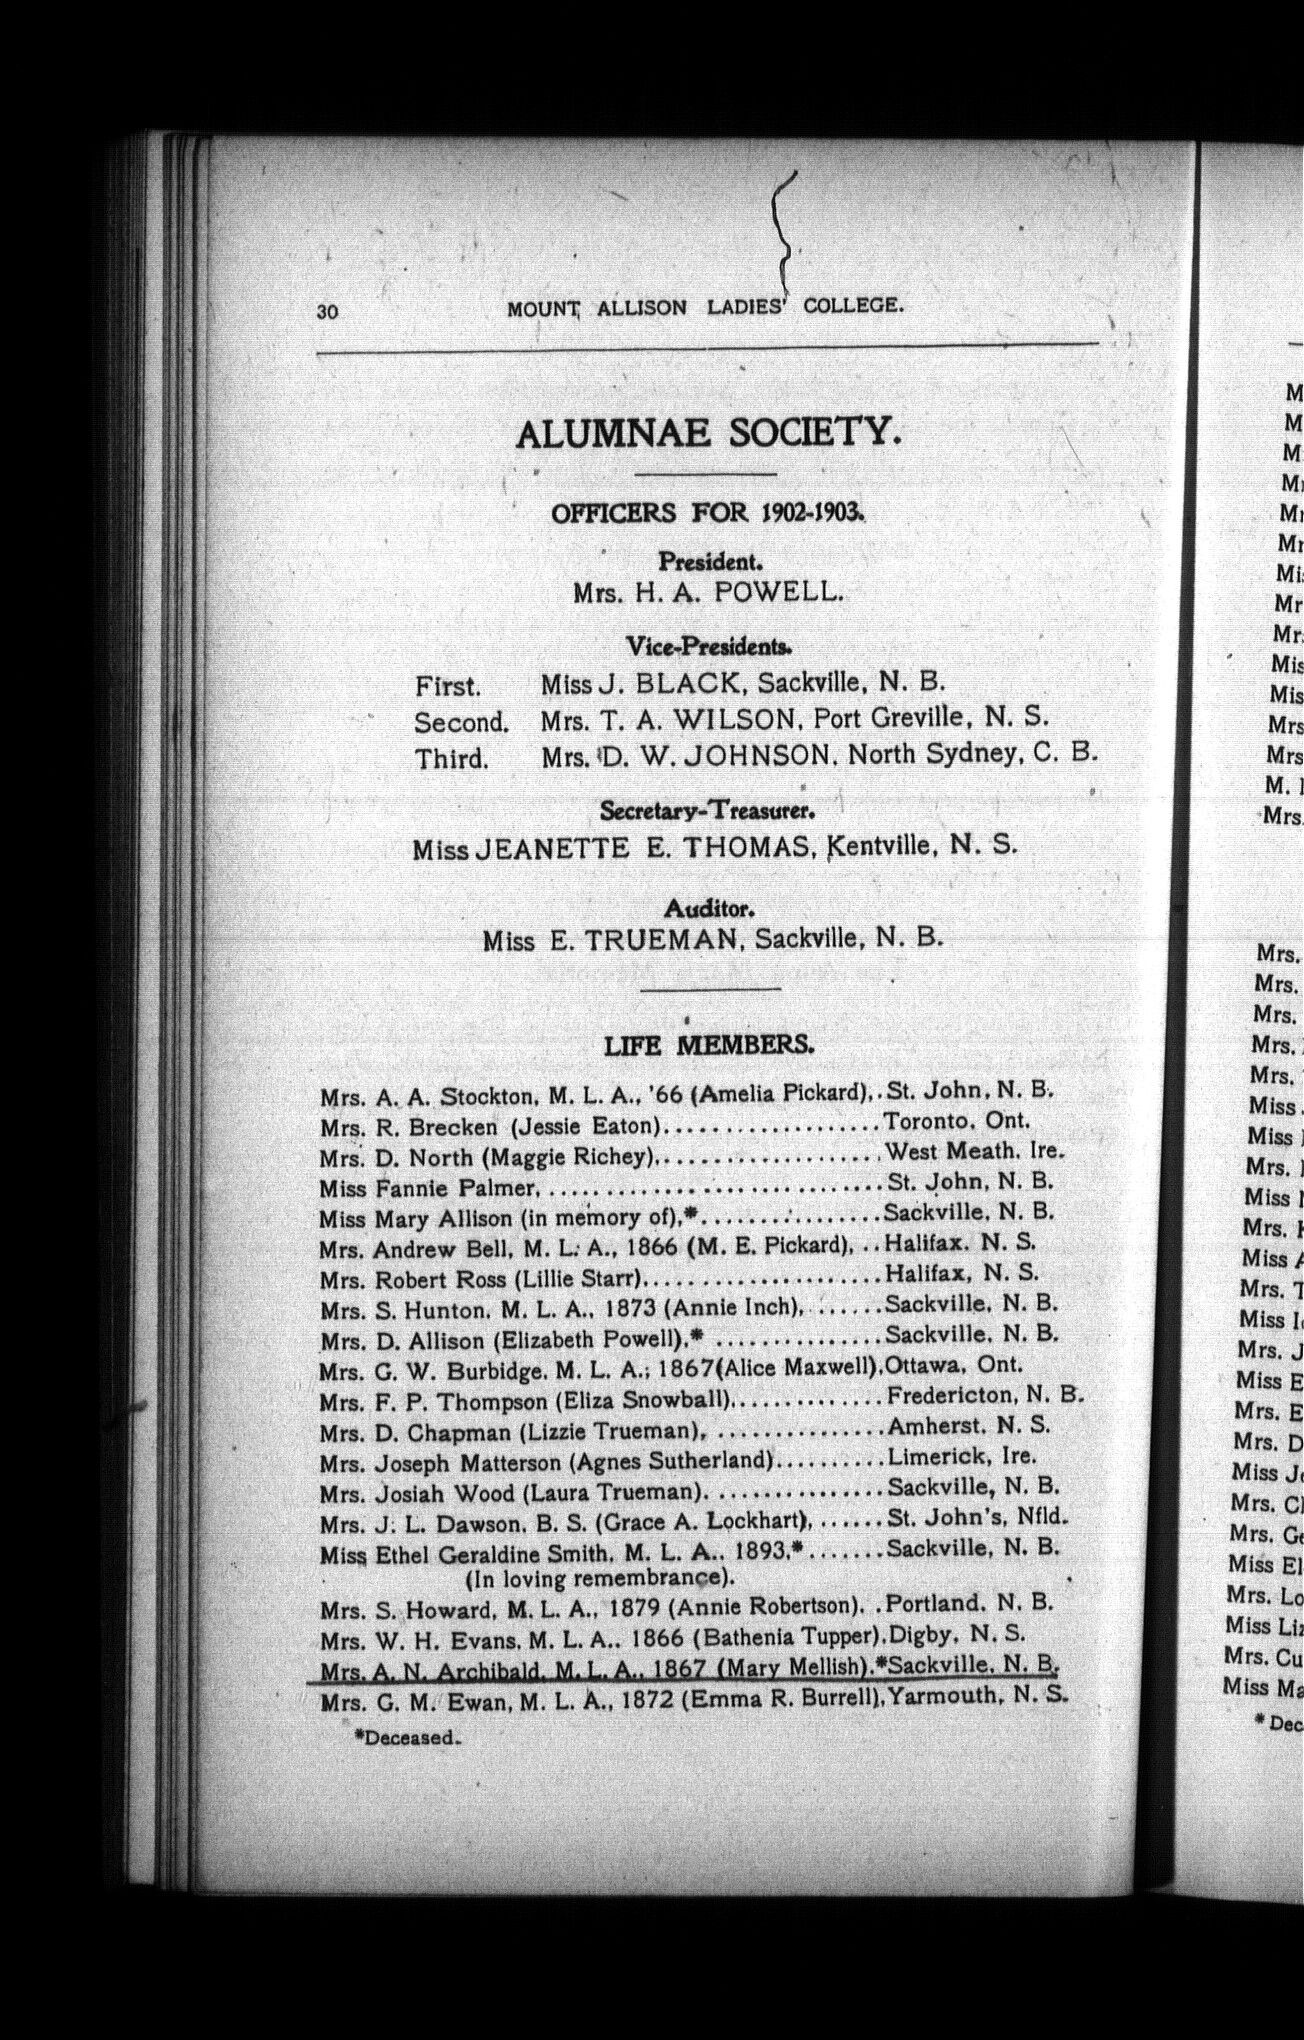 30 MOUNT ALLISON LADIES' COLLEGE.
ALUMNAE SOCIETY.
OFFICERS FOR 1902-1903.
President.
Mrs. H. A. POWELL.
Vice-Presidents.
First. Miss J. BLACK, Sackville, N. B.
Second. Mrs. T. A. WILSON, Port Greville, N. S.
Third. Mrs. D. W. JOHNSON, North Sydney, C. B.
Secretary-Treasurer.
Miss JEANETTE E. THOMAS, Kentville, N. S.
Auditor.
Miss E. TRUEMAN, Sackville, N. B.
LIFE MEMBERS.
Mrs. A. A. Stockton, M. L. A., '66 (Amelia Pickard),.St. John, N. B.
Mrs. R. Brecken (Jessie Eaton)...................Toronto, Ont.
Mrs. D. North (Maggie Richey),...................West Meath, Ire.
Miss Fannie Palmer,..............................St. John, N. B.
Miss Mary Allison (in memory of),*................Sackville, N. B.
Mrs. Andrew Bell, M. L. A., 1866 (M. E. Pickard), ..Halifax, N. S.
Mrs. Robert Ross (Lillie Starr),....................Halifax, N. S.
Mrs. S. Hunton, M. L. A., 1873 (Annie Inch), ......Sackville, N. B.
Mrs. D. Allison (Elizabeth Powell),* ...............Sackville, N. B.
Mrs. G. W. Burbidge, M. L. A.; 1867(Alice Maxwell),Ottawa, Ont.
Mrs. F. P. Thompson (Eliza Snowball),.............Fredericton, N. B.
Mrs. D. Chapman (Lizzie Trueman), ...............Amherst, N. S.
Mrs. Joseph Matterson (Agnes Sutherland)..........Limerick, Ire.
Mrs. Josiah Wood (Laura Trueman), ...............Sackville, N. B.
Mrs. J. L. Dawson, B. S. (Grace A. Lockhart), ......St. John's, Nfld.
Miss Ethel Geraldine Smith, M. L. A., 1893,*.......Sackville, N. B.
(In loving remembrance).
Mrs. S. Howard, M. L. A., 1879 (Annie Robertson), .Portland, N. B.
Mrs. W. H. Evans, M. L. A., 1866 (Bathenia Tupper),Digby, N. S.
Mrs. A. N. Archibald, M. L. A., 1867 (Mary Mellish),*Sackville, N. B.
Mrs. G. M. Ewan, M. L. A., 1872 (Emma R. Burrell),Yarmouth, N. S.
*Deceased.